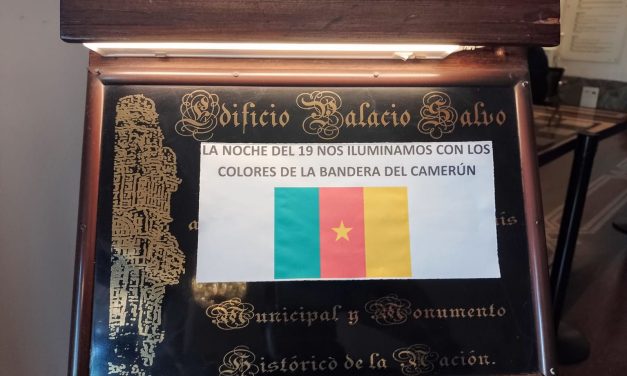 Edificio Palacio Salvo
LA NOCHE DEL 19 NOS ILUMINAMOS CON LOS
COLORES DE LA BANDERA DEL CAMERÚN
Municipal y Monumento
Histórico de la Nación.